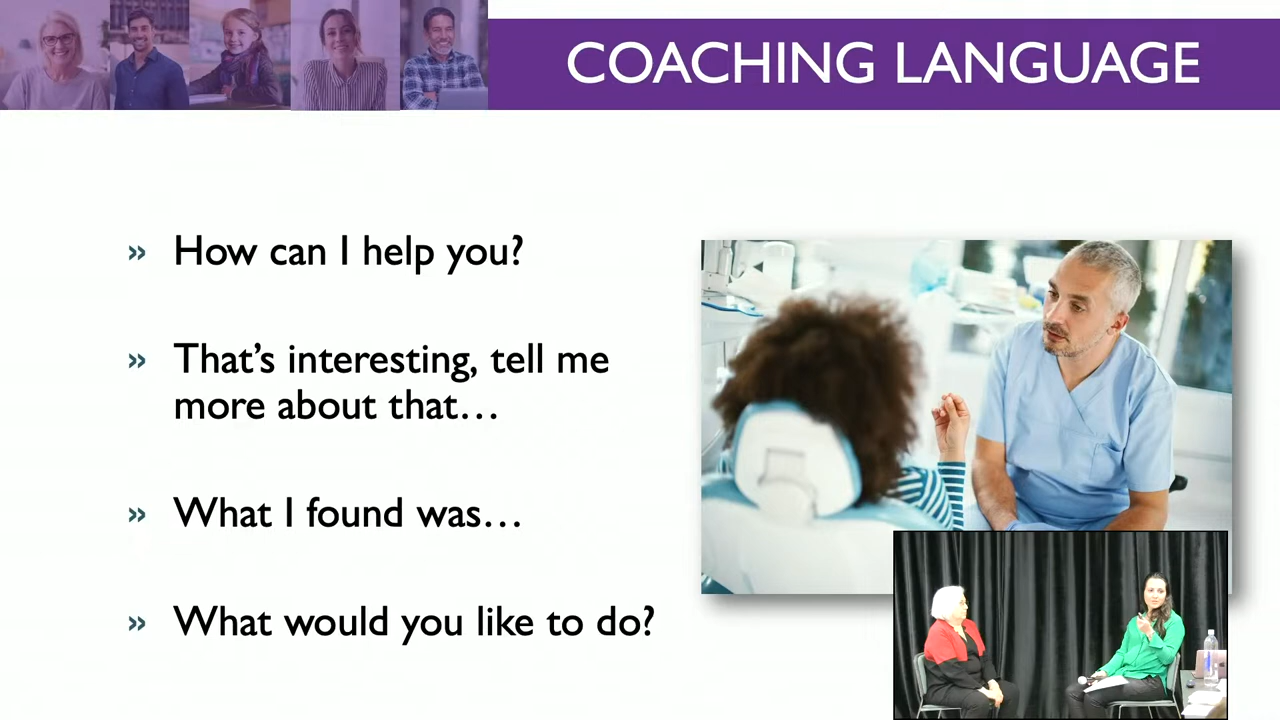 COACHING LANGUAGE
» How can I help you?
» That's interesting, tell me
more about that…
» What I found was…
» What would you like to do?